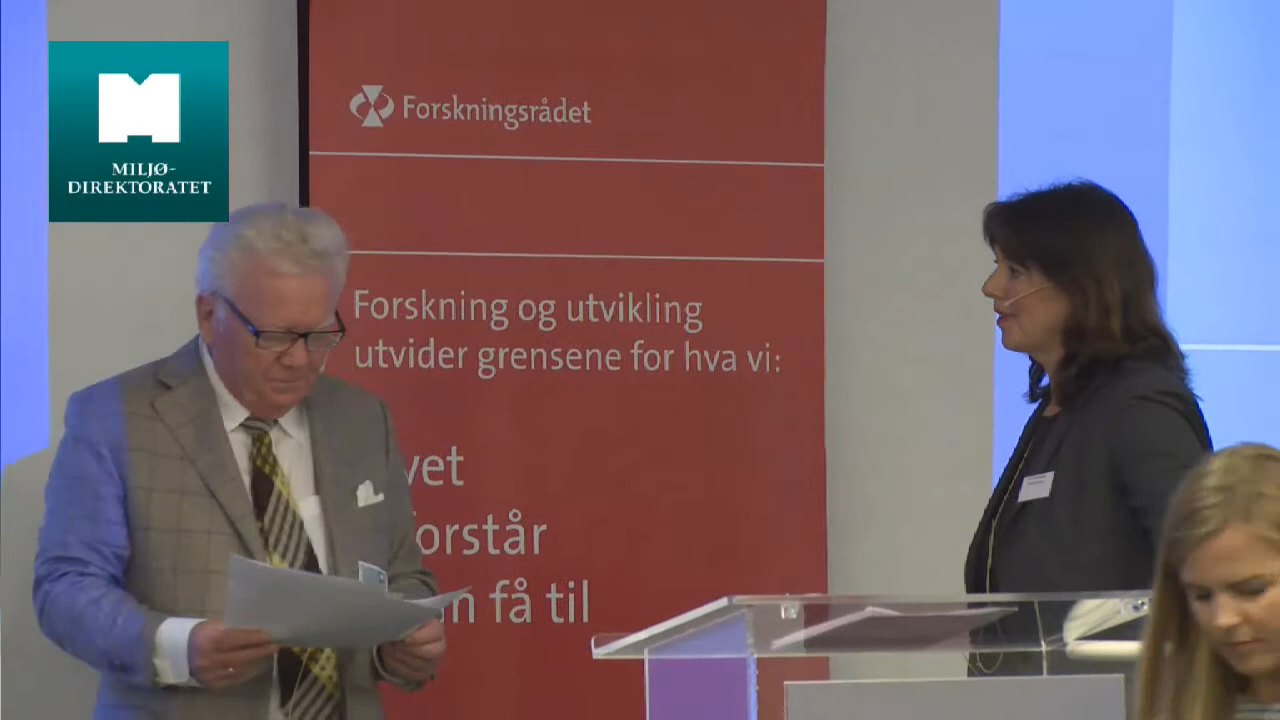 MILJØ-
DIREKTORATET
Forskningsrådet
Forskning og utvikling
utvider grensene for hva vi:
vet
forstår
få til